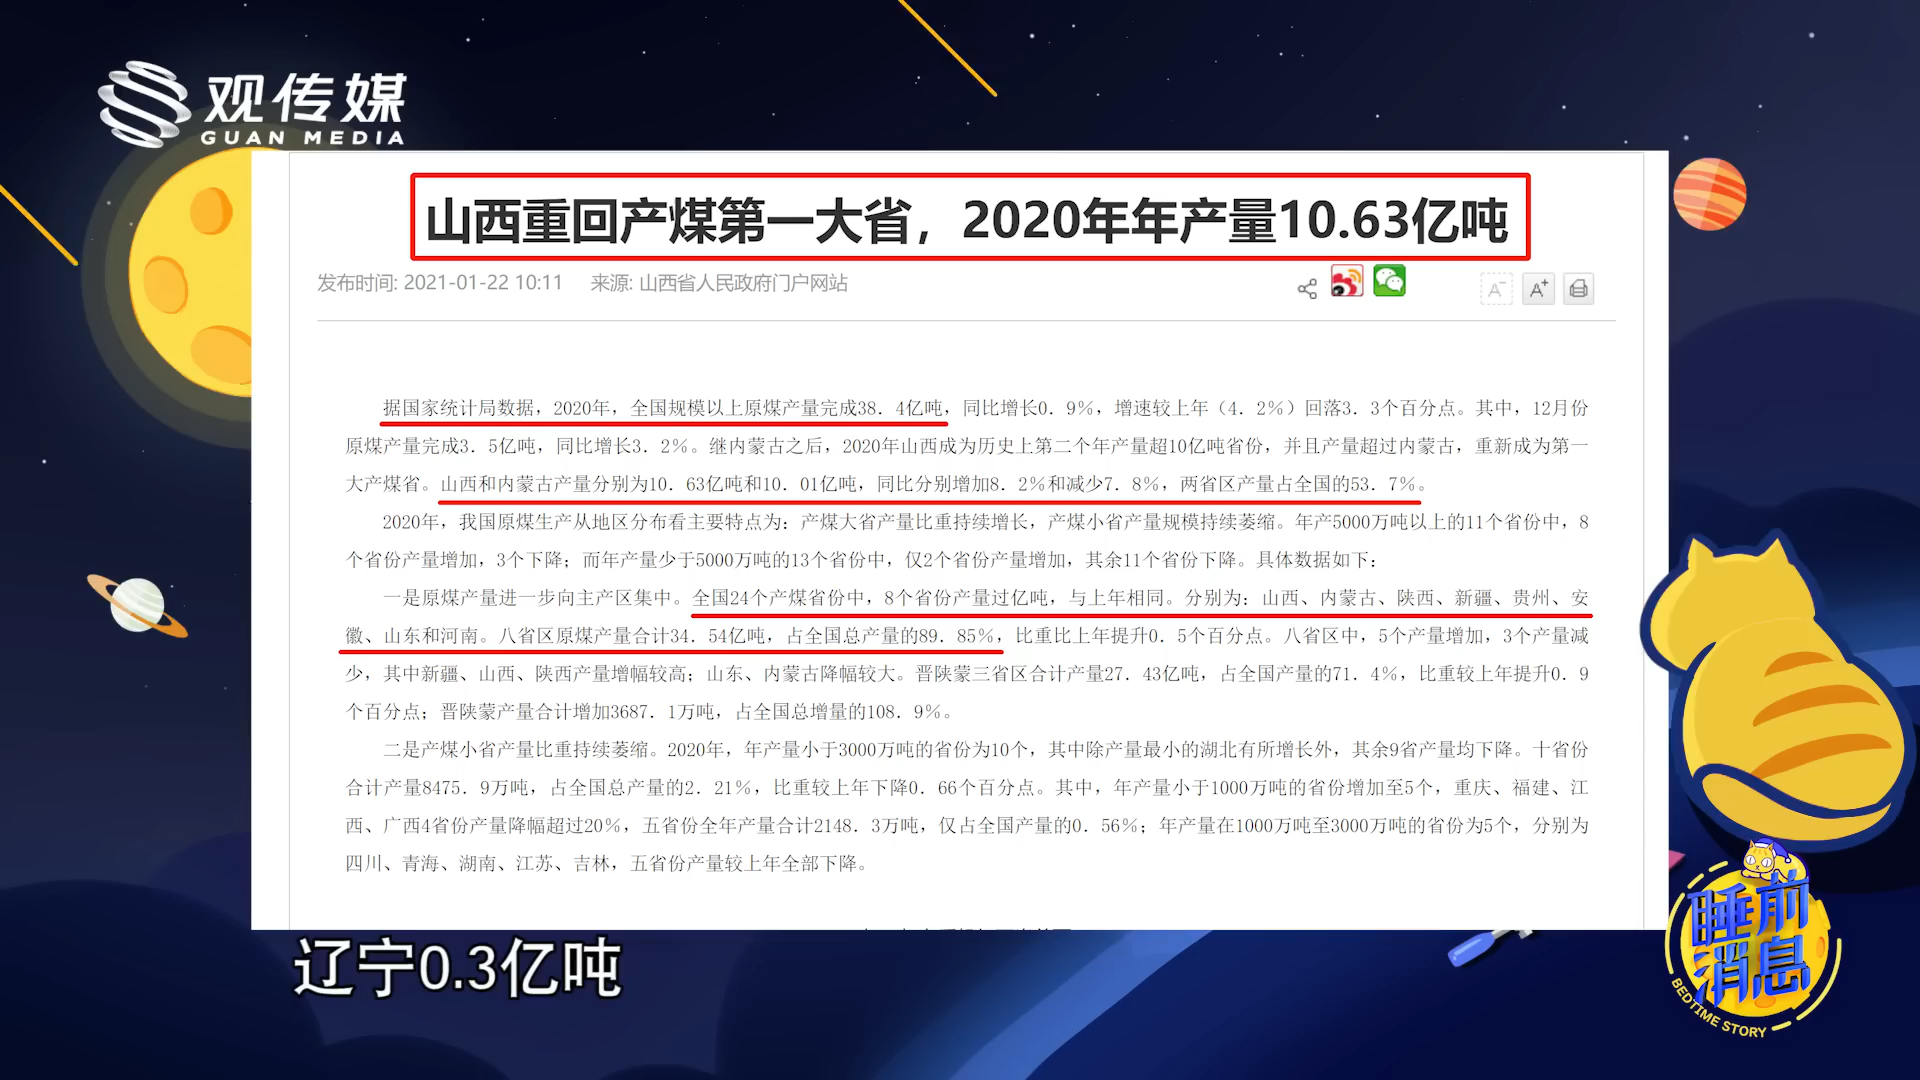 观传媒
GUAN MEDIA
山西重回产煤第一大省，2020年年产量10.63亿吨
发布时间: 2021-01-22 10:11 来源: 山西省人民政府门户网站
A- A+
据国家统计局数据，2020年，全国规模以上原煤产量完成38．4亿吨，同比增长0．9%，增速较上年（4．2%）回落3．3个百分点。其中，12月份
原煤产量完成3．5亿吨，同比增长3．2%。继内蒙古之后，2020年山西成为历史上第二个年产量超10亿吨省份，并且产量超过内蒙古，重新成为第一
大产煤省。山西和内蒙古产量分别为10．63亿吨和10．01亿吨，同比分别增加8．2%和减少7．8%，两省区产量占全国的53．7%。
2020年，我国原煤生产从地区分布看主要特点为：产煤大省产量比重持续增长，产煤小省产量规模持续萎缩。年产5000万吨以上的11个省份中，8
个省份产量增加，3个下降；而年产量少于5000万吨的13个省份中，仅2个省份产量增加，其余11个省份下降。具体数据如下：
一是原煤产量进一步向主产区集中。全国24个产煤省份中，8个省份产量过亿吨，与上年相同。分别为：山西、内蒙古、陕西、新疆、贵州、安
徽、山东和河南。八省区原煤产量合计34．54亿吨，占全国总产量的89．85%，比重比上年提升0．5个百分点。八省区中，5个产量增加，3个产量减
少，其中新疆、山西、陕西产量增幅较高；山东、内蒙古降幅较大。晋陕蒙三省区合计产量27．43亿吨，占全国产量的71．4%，比重较上年提升0．9
个百分点；晋陕蒙产量合计增加3687．1万吨，占全国总增量的108．9%。
二是产煤小省产量比重持续萎缩。2020年，年产量小于3000万吨的省份为10个，其中除产量最小的湖北有所增长外，其余9省产量均下降。十省份
合计产量8475．9万吨，占全国总产量的2．21%，比重较上年下降0．66个百分点。其中，年产量小于1000万吨的省份增加至5个，重庆、福建、江
西、广西4省份产量降幅超过20%，五省份全年产量合计2148．3万吨，仅占全国产量的0．56%；年产量在1000万吨至3000万吨的省份为5个，分别为
四川、青海、湖南、江苏、吉林，五省份产量较上年全部下降。
辽宁0.3亿吨
睡前
消息
BEDTIME STORY